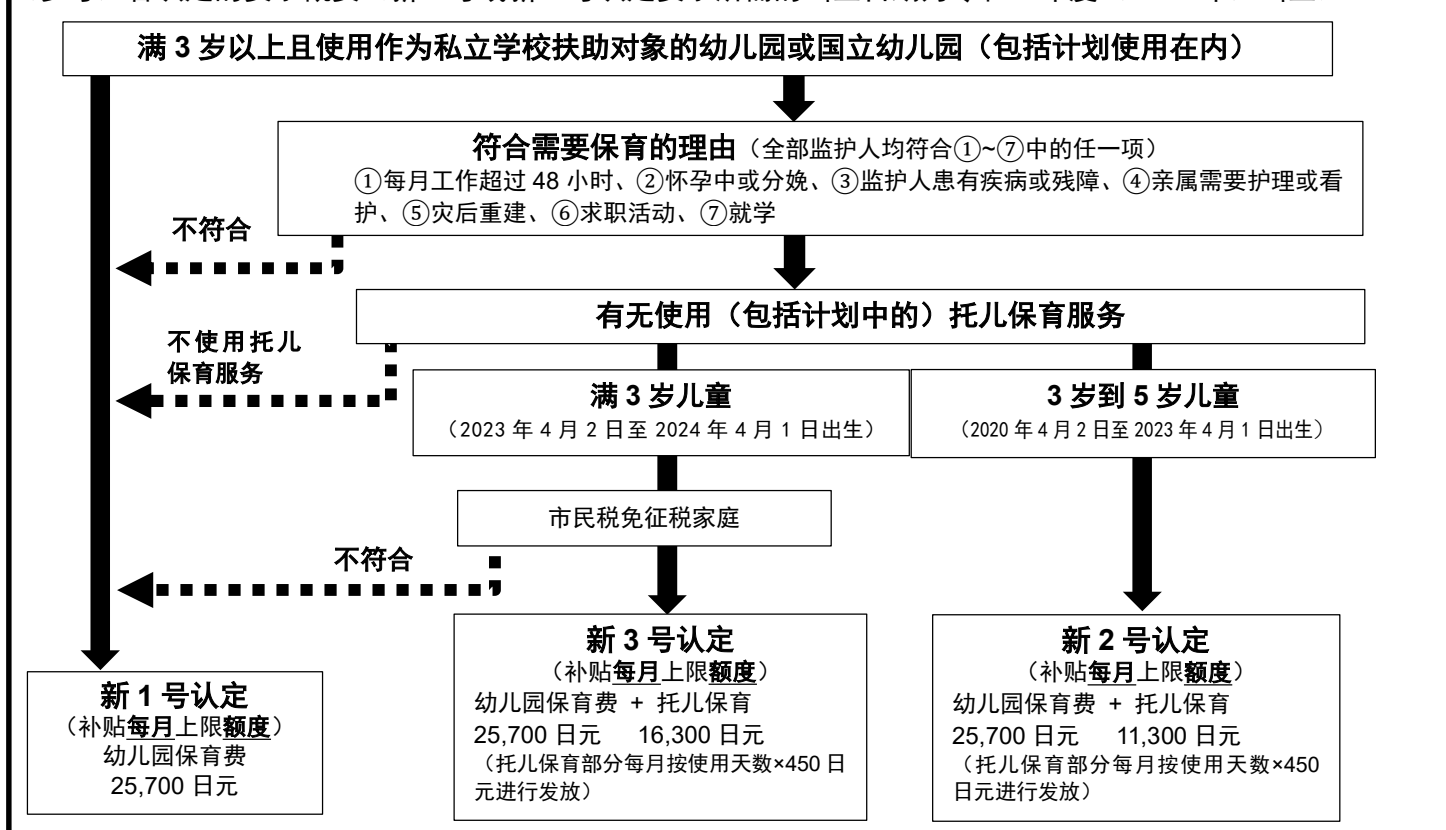 满 3 岁以上且使用作为私立学校扶助对象的幼儿园或国立幼儿园（包括计划使用在内）
符合需要保育的理由（全部监护人均符合①~⑦中的任一项）
①每月工作超过 48 小时、②怀孕中或分娩、③监护人患有疾病或残障、④亲属需要护理或看
护、⑤灾后重建、⑥求职活动、⑦就学
不符合
有无使用（包括计划中的）托儿保育服务
不使用托儿
保育服务
满 3 岁儿童
（2023 年 4 月 2 日至 2024 年 4 月 1 日出生）
3 岁到 5 岁儿童
（2020 年 4 月 2 日至 2023 年 4 月 1 日出生）
市民税免征税家庭
不符合
新 3 号认定
（补贴每月上限额度）
幼儿园保育费 + 托儿保育
25,700 日元 16,300 日元
（托儿保育部分每月按使用天数×450 日
元进行发放）
新 2 号认定
（补贴每月上限额度）
幼儿园保育费 + 托儿保育
25,700 日元 11,300 日元
（托儿保育部分每月按使用天数×450
日元进行发放）
新 1 号认定
（补贴每月上限额度）
幼儿园保育费
25,700 日元